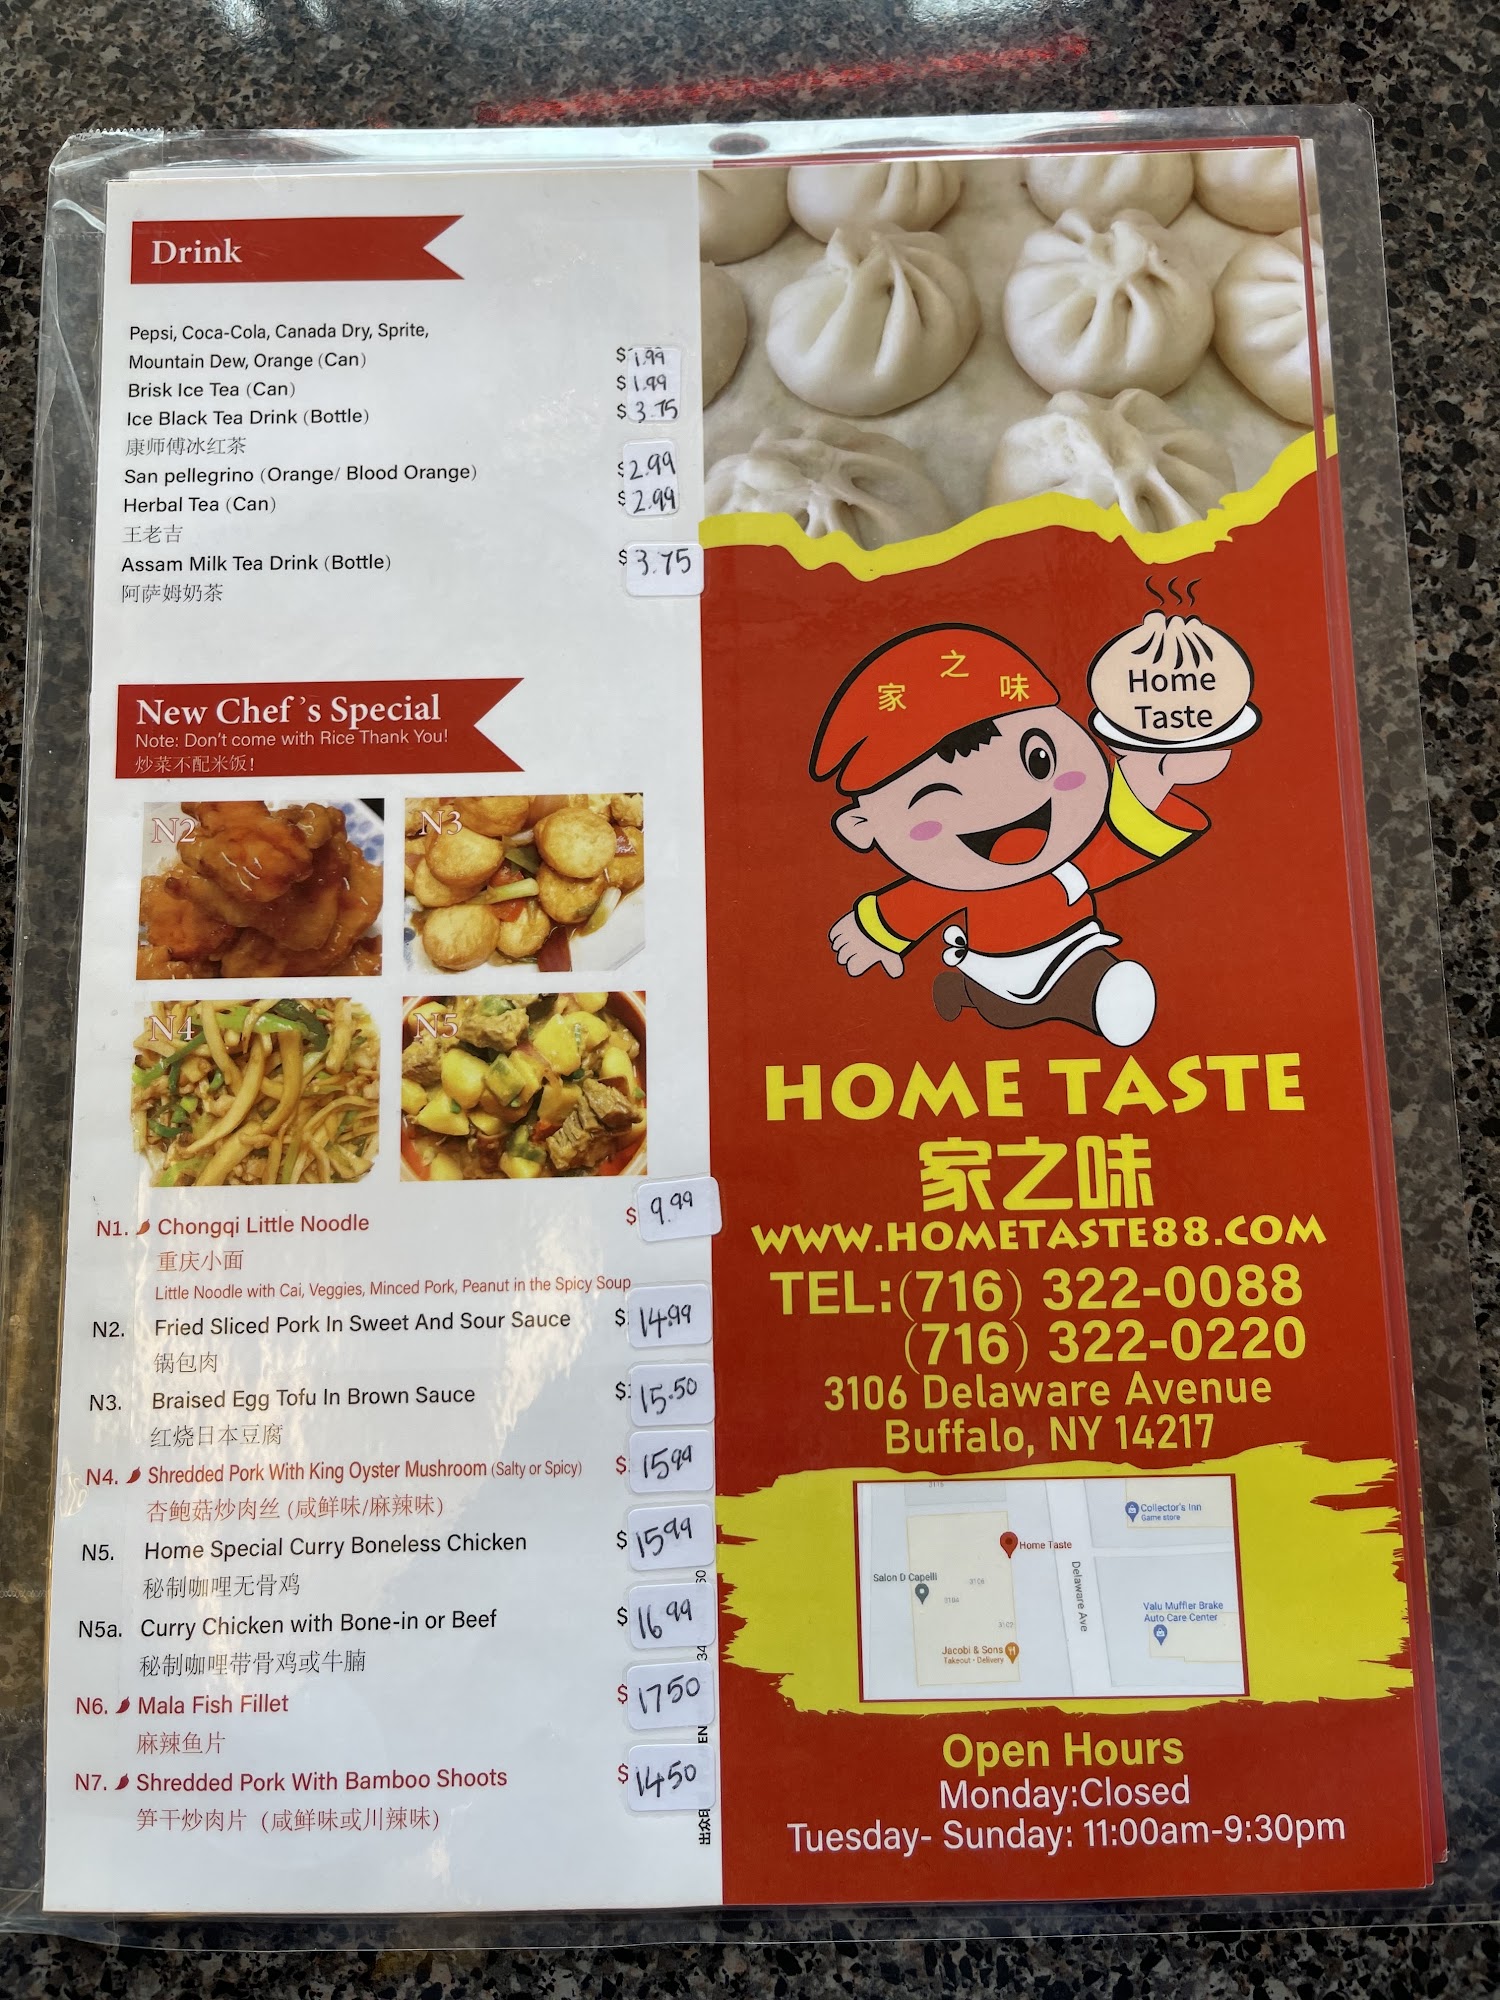 Drink
Pepsi, Coca-Cola, Canada Dry, Sprite,
Mountain Dew, Orange (Can) $1.99
Brisk Ice Tea (Can) $1.99
Ice Black Tea Drink (Bottle) $3.75
康师傅冰红茶
San pellegrino (Orange/ Blood Orange) $2.99
Herbal Tea (Can) $2.99
王老吉
Assam Milk Tea Drink (Bottle) $3.75
阿萨姆奶茶
New Chef's Special
Note: Don't come with Rice Thank You!
炒菜不配米饭!
N2
N3
N4
N5
N1. Chongqi Little Noodle $9.99
重庆小面
Little Noodle with Cai, Veggies, Minced Pork, Peanut in the Spicy Soup
N2. Fried Sliced Pork In Sweet And Sour Sauce $14.99
锅包肉
N3. Braised Egg Tofu In Brown Sauce $15.50
红烧日本豆腐
N4. Shredded Pork With King Oyster Mushroom (Salty or Spicy) $15.99
杏鲍菇炒肉丝 (咸鲜味/麻辣味)
N5. Home Special Curry Boneless Chicken $15.99
秘制咖哩无骨鸡
N5a. Curry Chicken with Bone-in or Beef $16.99
秘制咖哩带骨鸡或牛腩
N6. Mala Fish Fillet $17.50
麻辣鱼片
N7. Shredded Pork With Bamboo Shoots $14.50
笋干炒肉片 (咸鲜味或川辣味)
家之味
Home
Taste
HOME TASTE
家之味
WWW.HOMETASTE88.COM
TEL:(716) 322-0088
(716) 322-0220
3106 Delaware Avenue
Buffalo, NY 14217
Collector's Inn
Game store
Home Taste
Salon D Capelli
3106
3104
3102
Delaware Ave
Valu Muffler Brake
Auto Care Center
Jacobi & Sons
Takeout • Delivery
Open Hours
Monday:Closed
Tuesday- Sunday: 11:00am-9:30pm